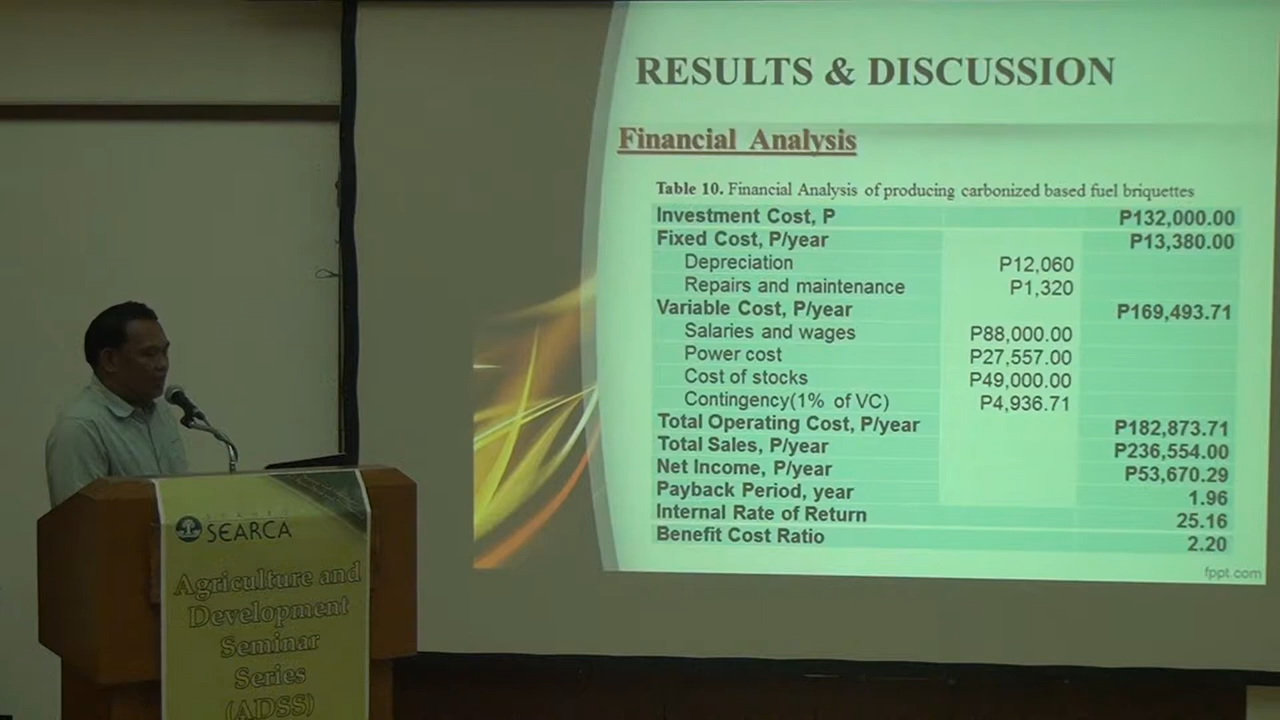 RESULTS & DISCUSSION
Financial Analysis
Table 10. Financial Analysis of producing carbonized based fuel briquettes
Investment Cost, P P132,000.00
Fixed Cost, P/year P13,380.00
Depreciation P12,060
Repairs and maintenance P1,320
Variable Cost, P/year P169,493.71
Salaries and wages P88,000.00
Power cost P27,557.00
Cost of stocks P49,000.00
Contingency(1% of VC) P4,936.71
Total Operating Cost, P/year P182,873.71
Total Sales, P/year P236,554.00
Net Income, P/year P53,670.29
Payback Period, year 1.96
Internal Rate of Return 25.16
Benefit Cost Ratio 2.20
fppt.com
SEARCA
Agriculture and
Development
Seminar
Series
(ADSS)